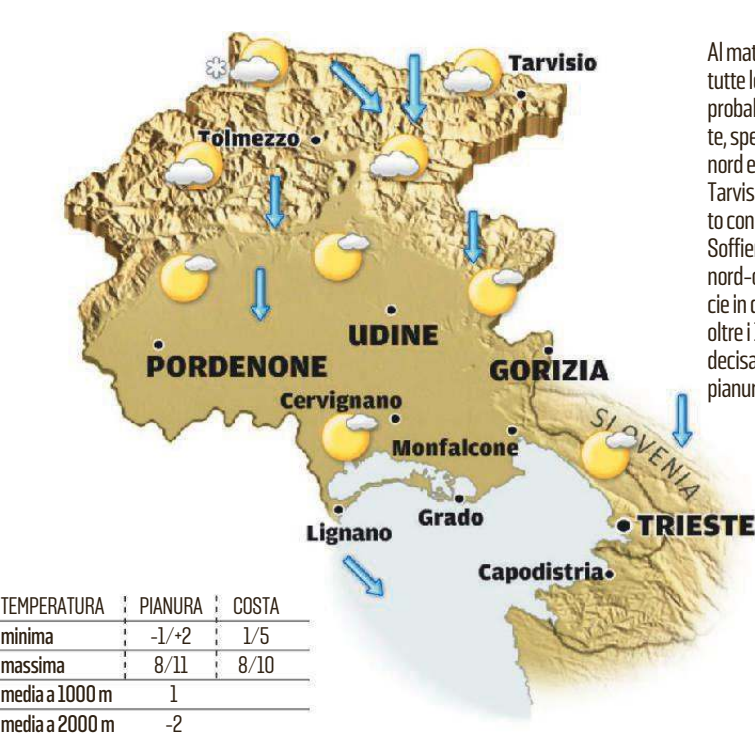 Tarvisio
Tolmezzo
UDINE
PORDENONE
GORIZIA
Cervignano
Monfalcone
SLOVENIA
Grado
Lignano
TRIESTE
Capodistria
Al mat
tutte l
proba
te, spe
nord e
Tarvis
to con
Soffie
nord-
cie in
oltre i
decisa
pianu
TEMPERATURA PIANURA COSTA
minima -1/+2 1/5
massima 8/11 8/10
media a 1000 m 1
media a 2000 m -2